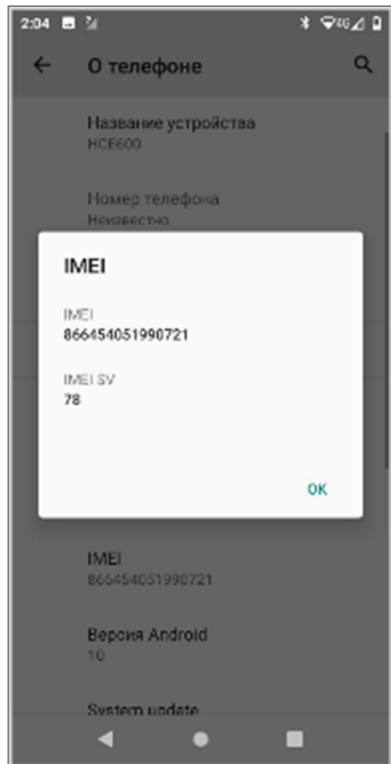 2:04
4G
О телефоне
Название устройства
HCE600
Номер телефона
Неизвестно
IMEI
IMEI
866454051990721
IMEI SV
78
OK
IMEI
866454051990721
Версия Android
10
System update